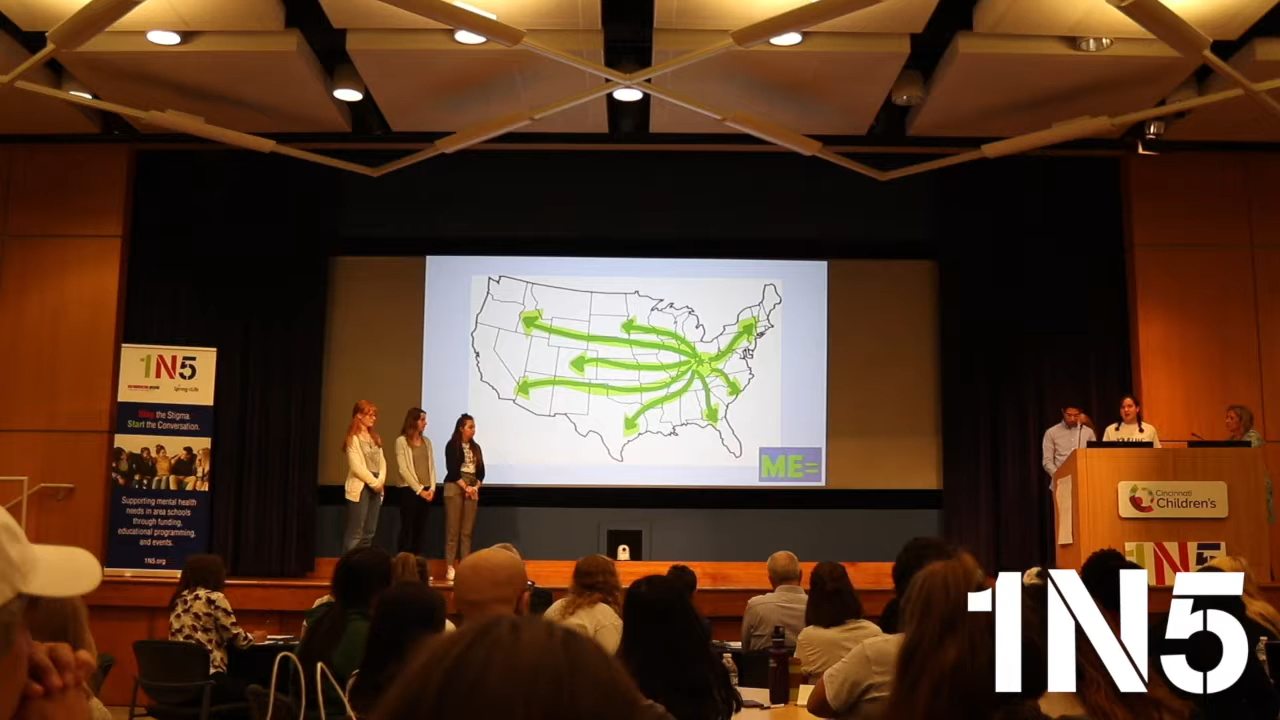 1N5
Stop the Stigma.
Start the Conversation.
Supporting mental health
needs in area schools
through funding,
educational programming,
and events.
1N5.org
ME=
Cincinnati
Children's
1N5
1N5